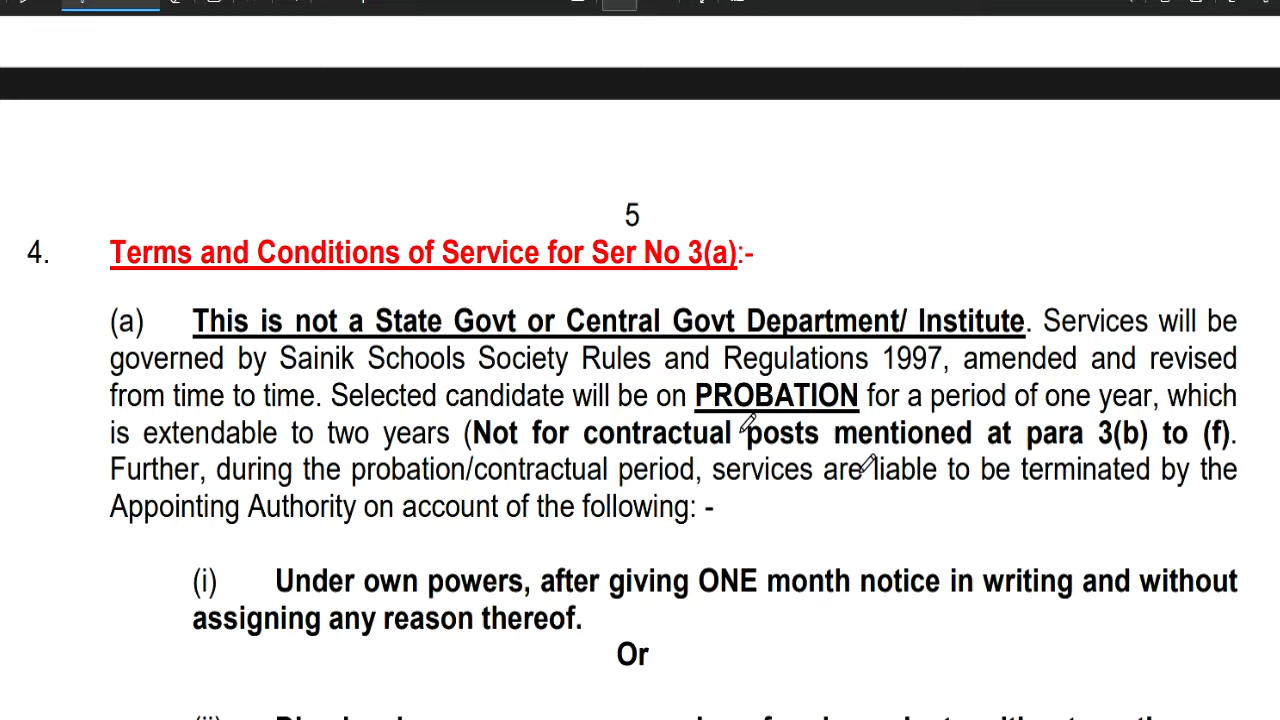 5
4. Terms and Conditions of Service for Ser No 3(a):-
(a) This is not a State Govt or Central Govt Department/ Institute. Services will be
governed by Sainik Schools Society Rules and Regulations 1997, amended and revised
from time to time. Selected candidate will be on PROBATION for a period of one year, which
is extendable to two years (Not for contractual posts mentioned at para 3(b) to (f).
Further, during the probation/contractual period, services are liable to be terminated by the
Appointing Authority on account of the following: -
(i) Under own powers, after giving ONE month notice in writing and without
assigning any reason thereof.
Or